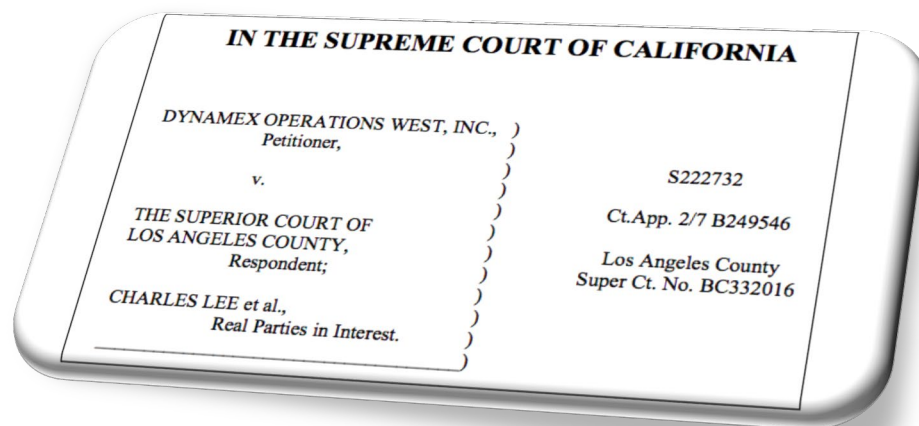 IN THE SUPREME COURT OF CALIFORNIA
DYNAMEX OPERATIONS WEST, INC., )
Petitioner, )
)
v. )
)
THE SUPERIOR COURT OF )
LOS ANGELES COUNTY, )
Respondent; )
)
CHARLES LEE et al., )
Real Parties in Interest. )
)
S222732
Ct.App. 2/7 B249546
Los Angeles County
Super Ct. No. BC332016